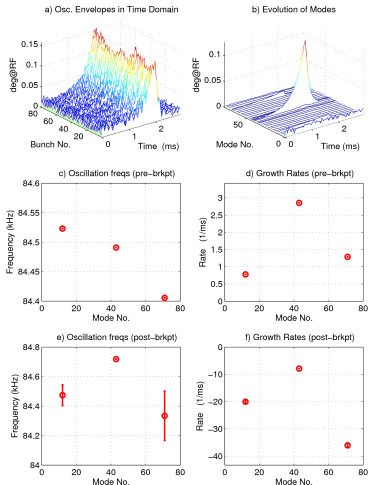 a) Osc. Envelopes in Time Domain
b) Evolution of Modes
deg@RF
0.15
0.1
0.05
0
80
60
40
20
0
1
2
Bunch No.
Time (ms)
deg@RF
0.1
0.05
0
50
0
0
1
2
Mode No.
Time (ms)
c) Oscillation freqs (pre−brkpt)
d) Growth Rates (pre−brkpt)
Frequency (kHz)
84.6
84.55
84.5
84.45
84.4
0 20 40 60 80
Mode No.
Rate (1/ms)
3
2.5
2
1.5
1
0.5
0
0 20 40 60 80
Mode No.
e) Oscillation freqs (post−brkpt)
f) Growth Rates (post−brkpt)
Frequency (kHz)
84.8
84.6
84.4
84.2
84
0 20 40 60 80
Mode No.
Rate (1/ms)
0
−10
−20
−30
−40
0 20 40 60 80
Mode No.